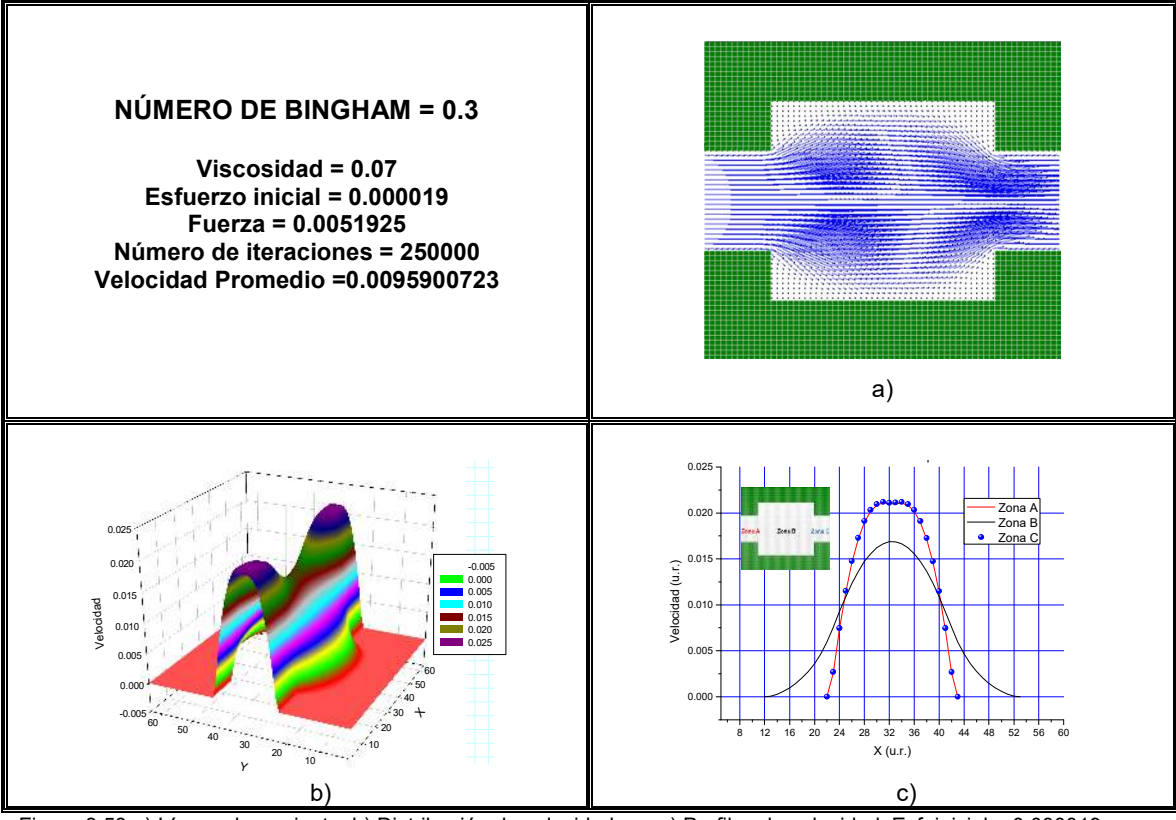 NÚMERO DE BINGHAM = 0.3
Viscosidad = 0.07
Esfuerzo inicial = 0.000019
Fuerza = 0.0051925
Número de iteraciones = 250000
Velocidad Promedio =0.0095900723
a)
0.025
0.020
0.015
0.010
0.005
0.000
-0.005
Velocidad
60
50
40
30
20
10
Y
10
20
30
40
50
60
X
-0.005
0.000
0.005
0.010
0.015
0.020
0.025
b)
0.025
0.020
0.015
0.010
0.005
0.000
Velocidad (u.r.)
Zona A
Zona B
Zona C
Zona A
Zona B
Zona C
8 12 16 20 24 28 32 36 40 44 48 52 56 60
X (u.r.)
c)